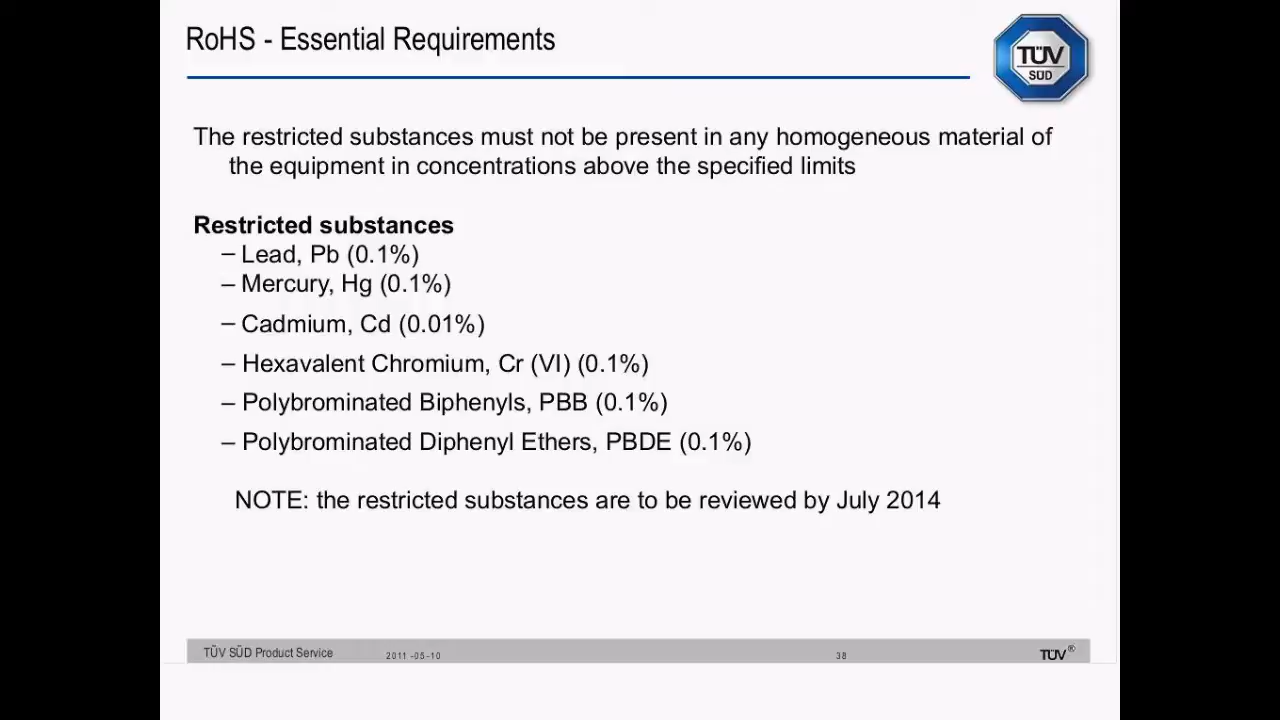 RoHS - Essential Requirements
TÜV
SÜD
The restricted substances must not be present in any homogeneous material of
the equipment in concentrations above the specified limits
Restricted substances
– Lead, Pb (0.1%)
– Mercury, Hg (0.1%)
– Cadmium, Cd (0.01%)
– Hexavalent Chromium, Cr (VI) (0.1%)
– Polybrominated Biphenyls, PBB (0.1%)
– Polybrominated Diphenyl Ethers, PBDE (0.1%)
NOTE: the restricted substances are to be reviewed by July 2014
TÜV SÜD Product Service 2011-05-10 38 TÜV®